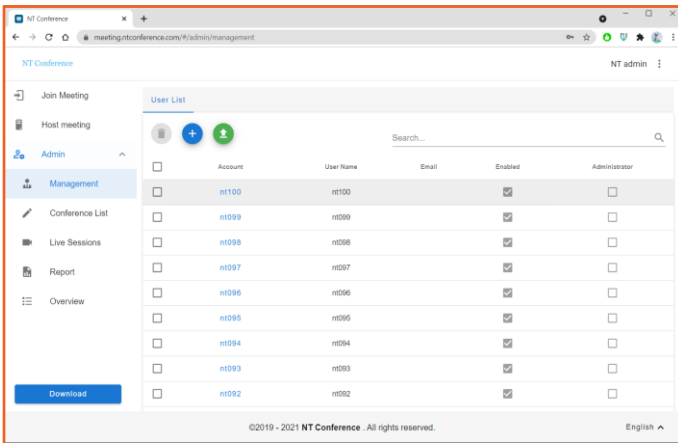 NT Conference
meeting.ntconference.com/#/admin/management
NT Conference
NT admin
Join Meeting
Host meeting
Admin
Management
Conference List
Live Sessions
Report
Overview
Download
User List
Search...
Account User Name Email Enabled Administrator
nt100 nt100
nt099 nt099
nt098 nt098
nt097 nt097
nt096 nt096
nt095 nt095
nt094 nt094
nt093 nt093
nt092 nt092
©2019 - 2021 NT Conference . All rights reserved.
English